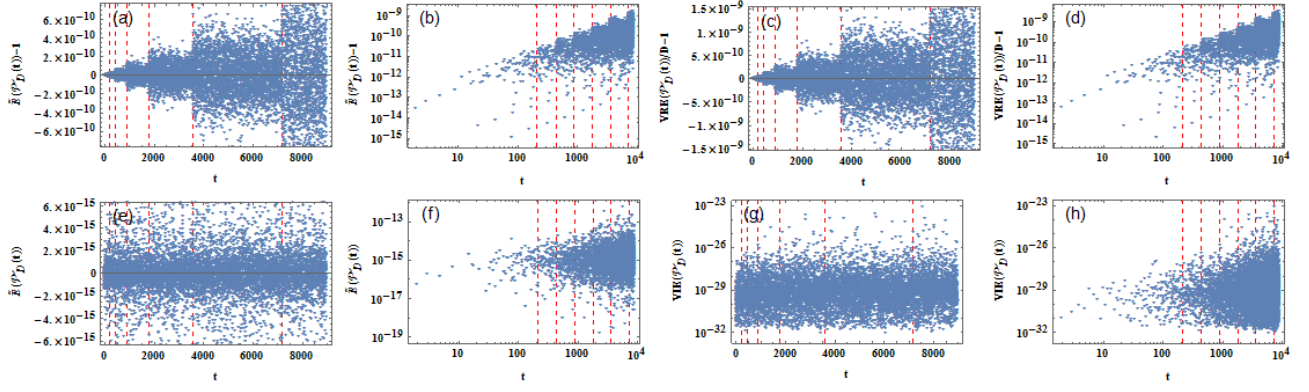 (a)
6.×10⁻¹⁰
4.×10⁻¹⁰
2.×10⁻¹⁰
0
−2.×10⁻¹⁰
−4.×10⁻¹⁰
−6.×10⁻¹⁰
0 2000 4000 6000 8000
t
(b)
10⁻⁹
10⁻¹⁰
10⁻¹¹
10⁻¹²
10⁻¹³
10⁻¹⁴
10⁻¹⁵
10 100 1000 10⁴
t
(c)
1.5×10⁻⁹
1.×10⁻⁹
5.×10⁻¹⁰
0
−5.×10⁻¹⁰
−1.×10⁻⁹
−1.5×10⁻⁹
0 2000 4000 6000 8000
t
(d)
10⁻⁹
10⁻¹⁰
10⁻¹¹
10⁻¹²
10⁻¹³
10⁻¹⁴
10⁻¹⁵
10 100 1000 10⁴
t
(e)
6.×10⁻¹⁵
4.×10⁻¹⁵
2.×10⁻¹⁵
0
−2.×10⁻¹⁵
−4.×10⁻¹⁵
−6.×10⁻¹⁵
0 2000 4000 6000 8000
t
(f)
10⁻¹³
10⁻¹⁵
10⁻¹⁷
10⁻¹⁹
10 100 1000 10⁴
t
(g)
10⁻²³
10⁻²⁶
10⁻²⁹
10⁻³²
0 2000 4000 6000 8000
t
(h)
10⁻²³
10⁻²⁶
10⁻²⁹
10⁻³²
10 100 1000 10⁴
t